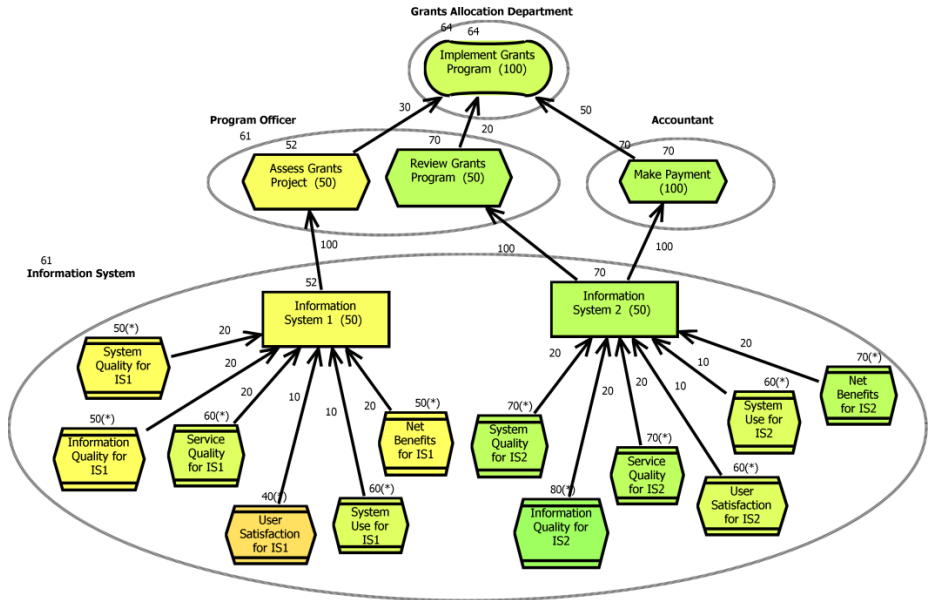 Grants Allocation Department
64
64
Implement Grants
Program (100)
30
20
50
Program Officer
61
52
Assess Grants
Project (50)
70
Review Grants
Program (50)
Accountant
70
70
Make Payment
(100)
100
100
100
61
Information System
52
Information
System 1 (50)
70
Information
System 2 (50)
50(*)
System
Quality for
IS1
20
50(*)
Information
Quality for
IS1
20
60(*)
Service
Quality
for IS1
20
40(*)
User
Satisfaction
for IS1
10
60(*)
System
Use for
IS1
10
50(*)
Net
Benefits
for IS1
20
70(*)
System
Quality for
IS2
20
80(*)
Information
Quality for
IS2
20
70(*)
Service
Quality
for IS2
20
60(*)
User
Satisfaction
for IS2
10
60(*)
System
Use for
IS2
10
70(*)
Net
Benefits
for IS2
20